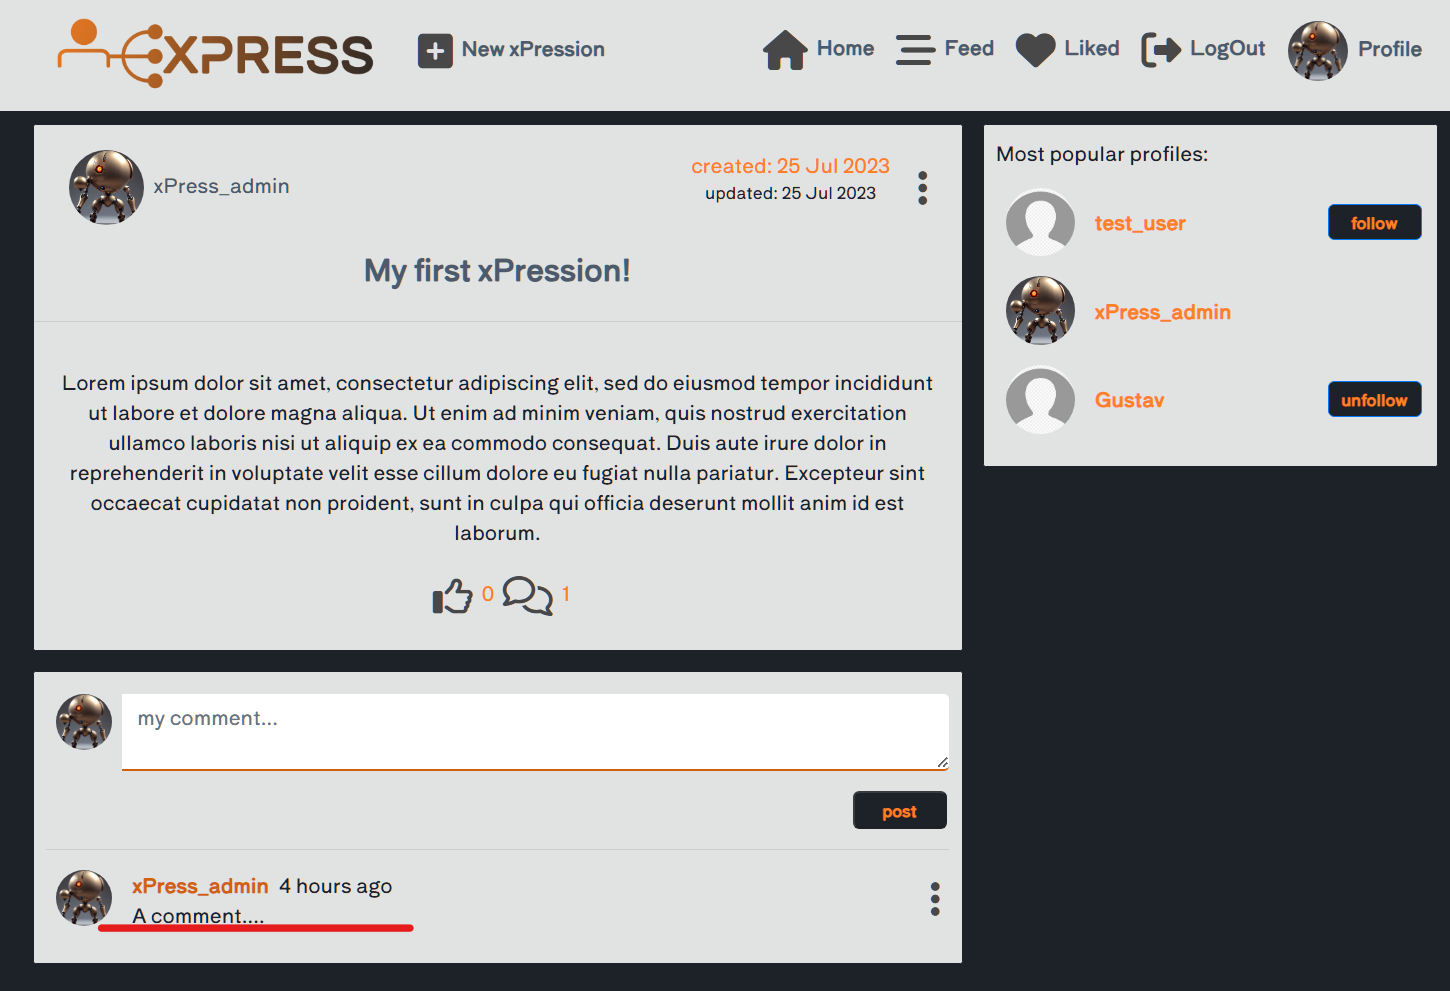 XPRESS
New xPression
Home
Feed
Liked
LogOut
Profile
xPress_admin
created: 25 Jul 2023
updated: 25 Jul 2023
My first xPression!
Lorem ipsum dolor sit amet, consectetur adipiscing elit, sed do eiusmod tempor incididunt
ut labore et dolore magna aliqua. Ut enim ad minim veniam, quis nostrud exercitation
ullamco laboris nisi ut aliquip ex ea commodo consequat. Duis aute irure dolor in
reprehenderit in voluptate velit esse cillum dolore eu fugiat nulla pariatur. Excepteur sint
occaecat cupidatat non proident, sunt in culpa qui officia deserunt mollit anim id est
laborum.
0
1
my comment...
post
xPress_admin 4 hours ago
A comment....
Most popular profiles:
test_user
follow
xPress_admin
Gustav
unfollow